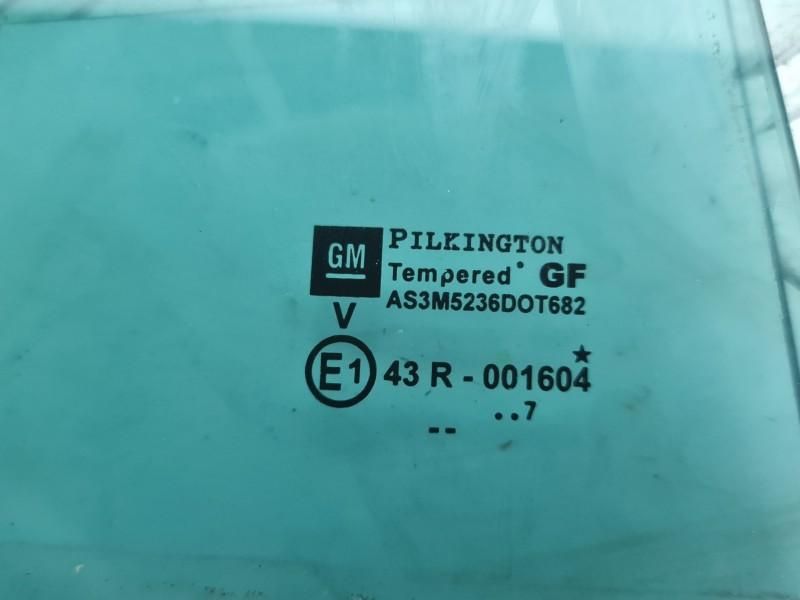 GM PILKINGTON
Tempered GF
AS3M5236DOT682
V
E1 43 R - 001604
..7
--